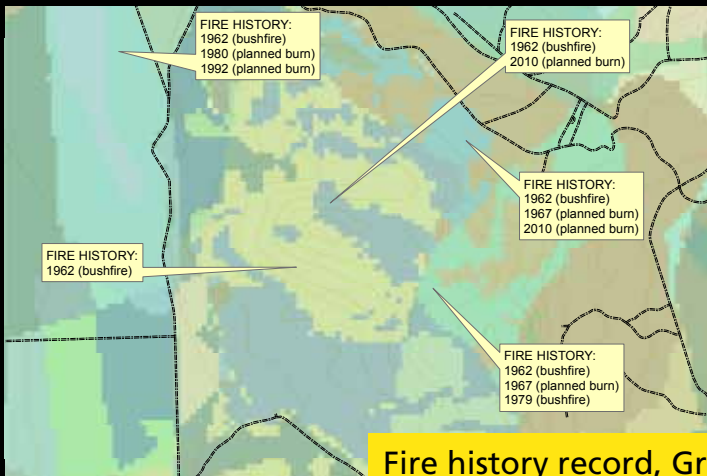 FIRE HISTORY:
1962 (bushfire)
1980 (planned burn)
1992 (planned burn)
FIRE HISTORY:
1962 (bushfire)
2010 (planned burn)
FIRE HISTORY:
1962 (bushfire)
1967 (planned burn)
2010 (planned burn)
FIRE HISTORY:
1962 (bushfire)
FIRE HISTORY:
1962 (bushfire)
1967 (planned burn)
1979 (bushfire)
Fire history record, Gr